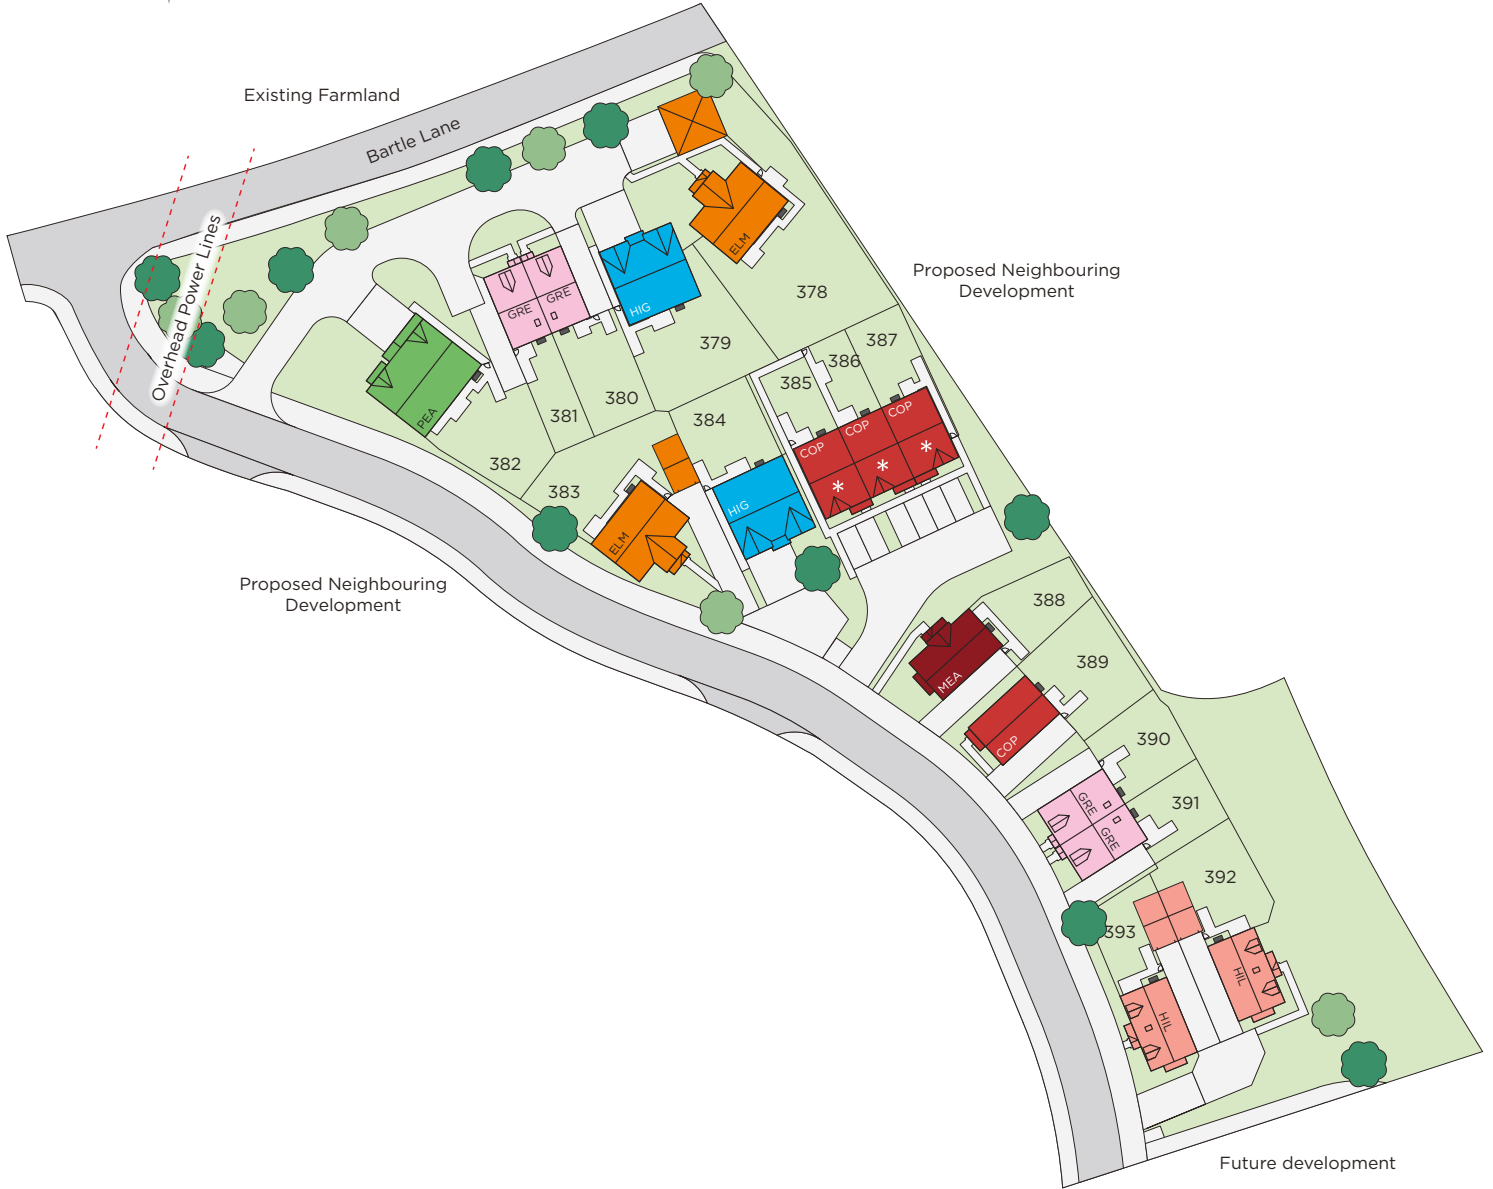 Existing Farmland
Bartle Lane
Overhead Power Lines
ELM
Proposed Neighbouring
Development
378
GRE
GRE
HIG
379
387
386
385
PEA
380
381
384
COP
COP
COP
*
*
*
382
383
HIG
ELM
Proposed Neighbouring
Development
388
MEA
389
COP
390
GRE
GRE
391
392
393
HIL
HIL
Future development